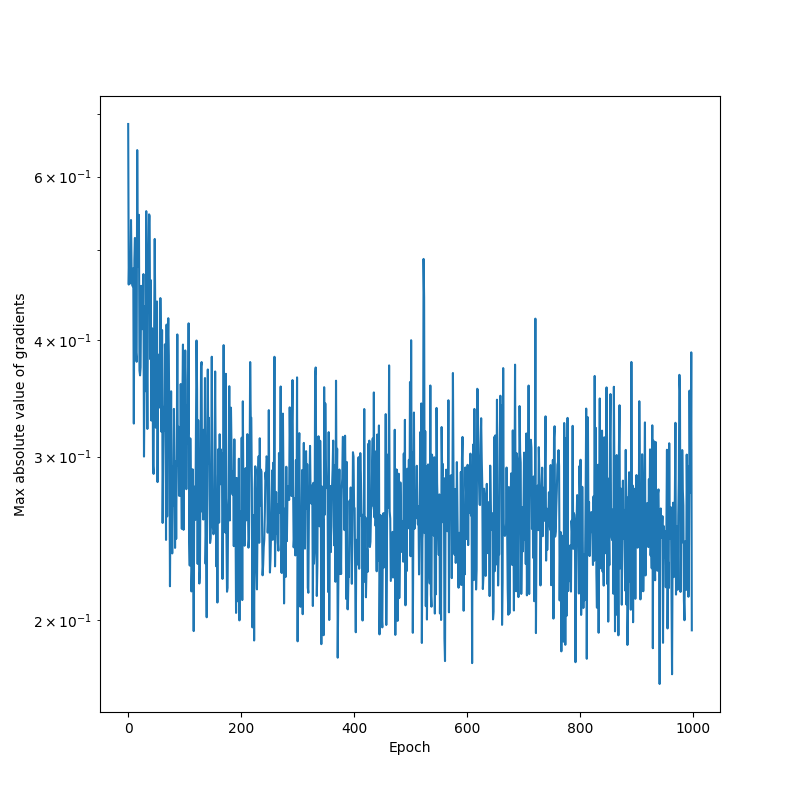 Max absolute value of gradients
6 × 10⁻¹
4 × 10⁻¹
3 × 10⁻¹
2 × 10⁻¹
0 200 400 600 800 1000
Epoch